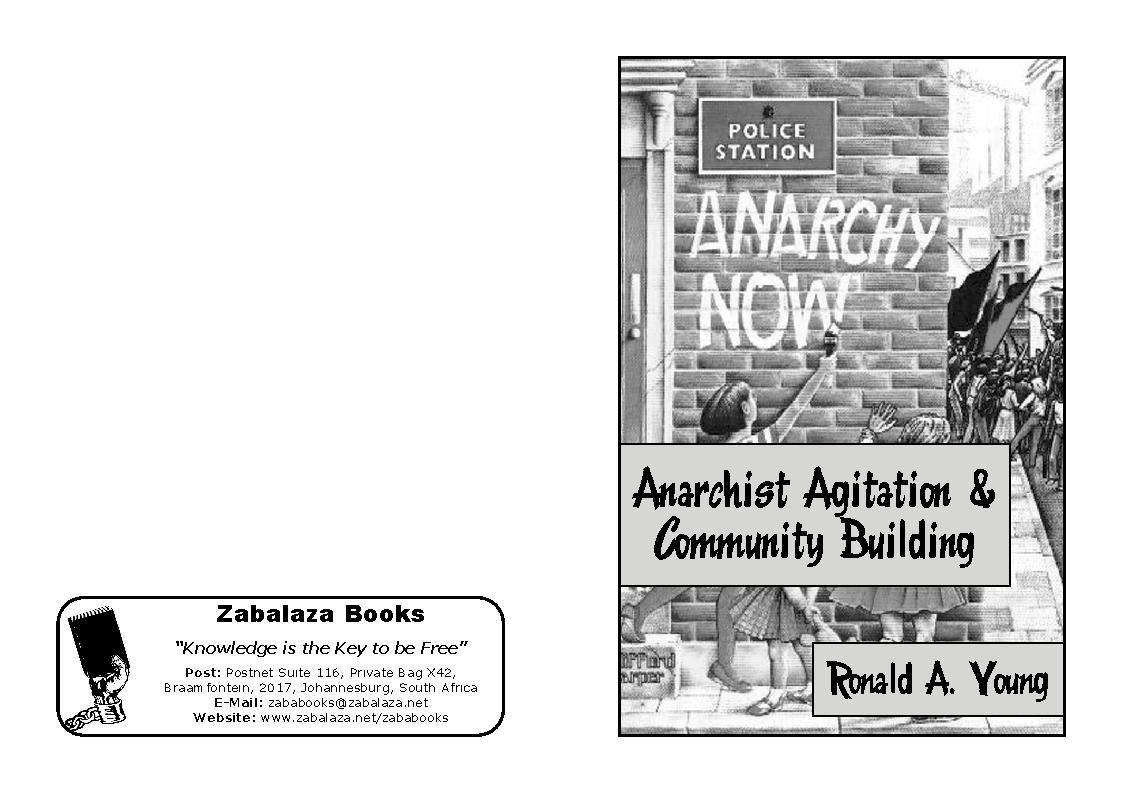 Zabalaza Books
“Knowledge is the Key to be Free”
Post: Postnet Suite 116, Private Bag X42,
Braamfontein, 2017, Johannesburg, South Africa
E-Mail: zababooks@zabalaza.net
Website: www.zabalaza.net/zababooks
POLICE
STATION
ANARCHY
NOW!
Anarchist Agitation &
Community Building
Ronald A. Young